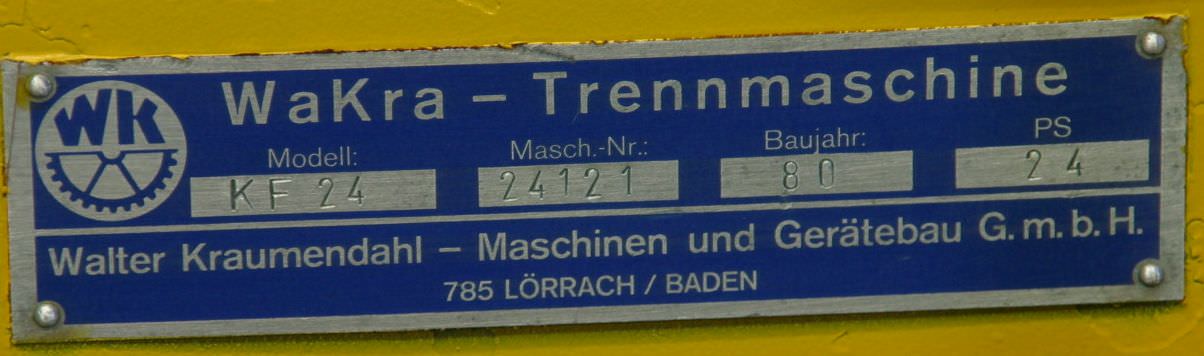 WK
WaKra – Trennmaschine
Modell: Masch.-Nr.: Baujahr: PS
KF 24 24121 80 24
Walter Kraumendahl – Maschinen und Gerätebau G.m.b.H.
785 LÖRRACH / BADEN